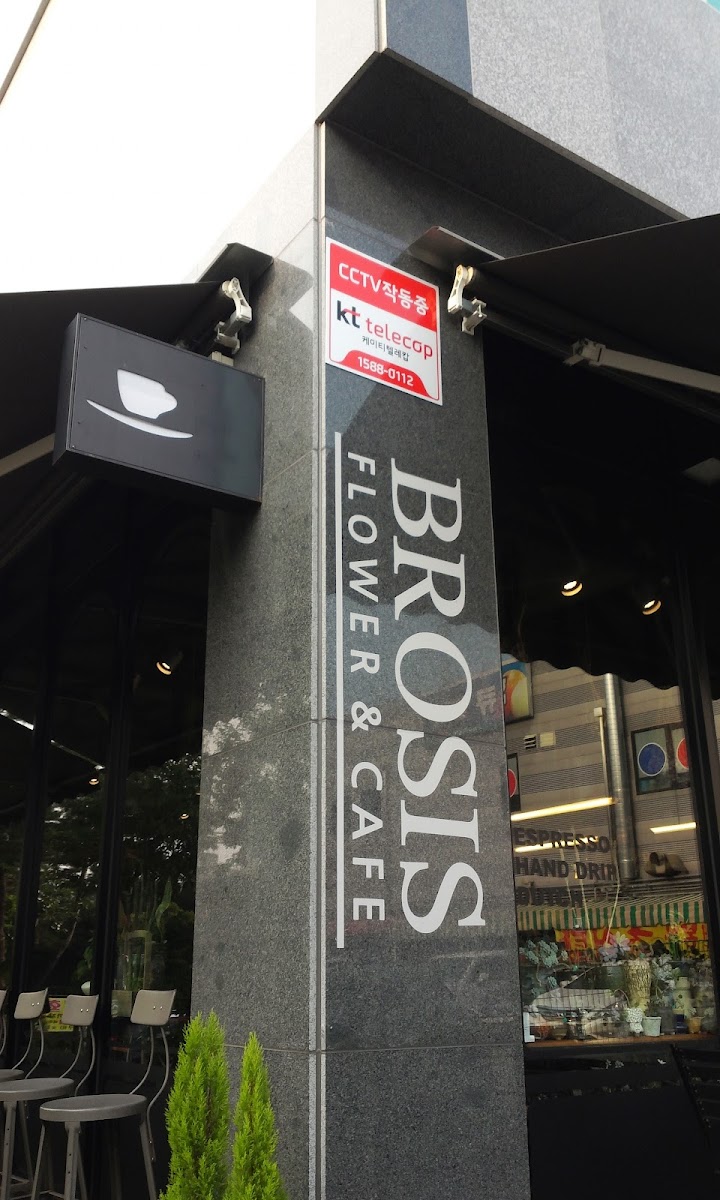 CCTV작동중
kt telecop
케이티텔레캅
1588-0112
BROSIS
FLOWER & CAFE
ESPRESSO
HAND DRIP